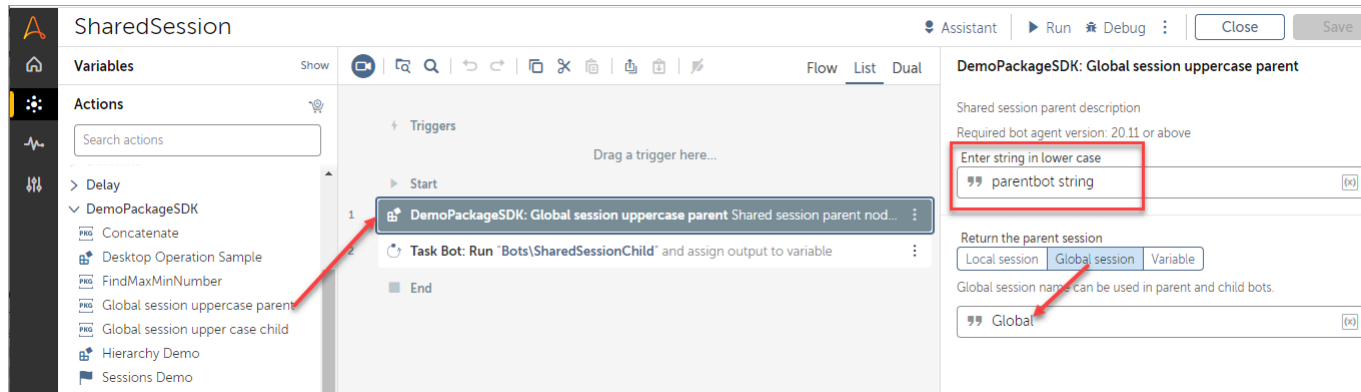 SharedSession
Assistant
Run
Debug
Close
Save
Variables
Show
Flow
List
Dual
Actions
Search actions
Delay
DemoPackageSDK
PKG Concatenate
Desktop Operation Sample
PKG FindMaxMinNumber
PKG Global session uppercase parent
PKG Global session upper case child
Hierarchy Demo
Sessions Demo
Triggers
Drag a trigger here...
Start
1 DemoPackageSDK: Global session uppercase parent Shared session parent nod...
2 Task Bot: Run "Bots\SharedSessionChild" and assign output to variable
End
DemoPackageSDK: Global session uppercase parent
Shared session parent description
Required bot agent version: 20.11 or above
Enter string in lower case
parentbot string
(x)
Return the parent session
Local session
Global session
Variable
Global session name can be used in parent and child bots.
Global
(x)